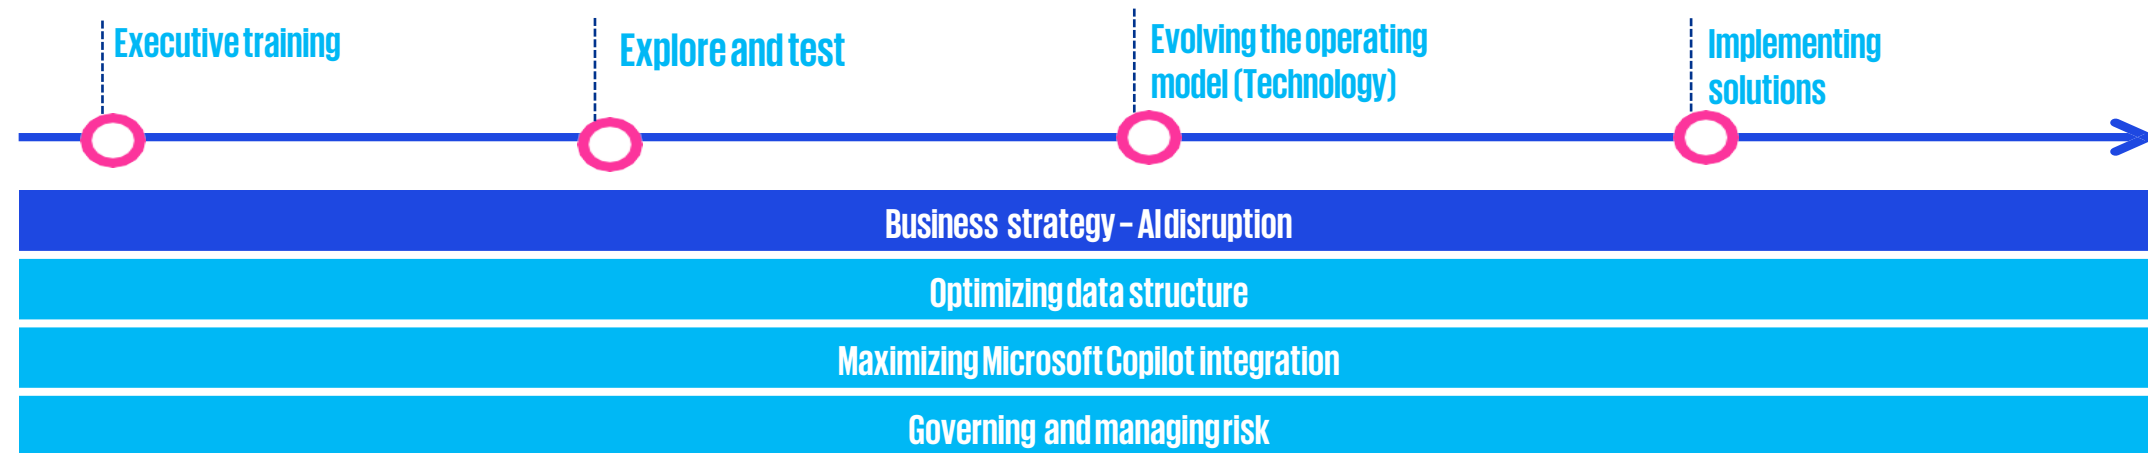 Executive training
Explore and test
Evolving the operating
model (Technology)
Implementing
solutions
Business strategy – AI disruption
Optimizing data structure
Maximizing Microsoft Copilot integration
Governing and managing risk